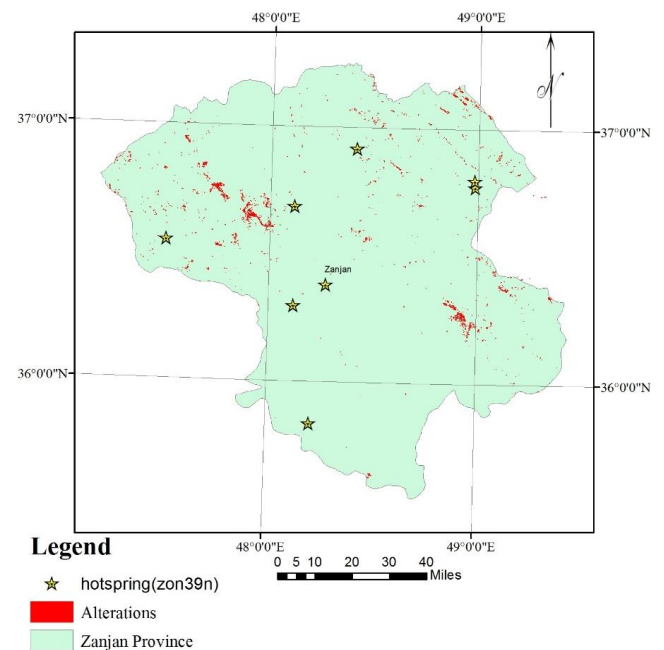 48°0'0"E 49°0'0"E
N
37°0'0"N 37°0'0"N
Zanjan
36°0'0"N 36°0'0"N
48°0'0"E 49°0'0"E
Legend
0 5 10 20 30 40
Miles
hotspring(zon39n)
Alterations
Zanjan Province